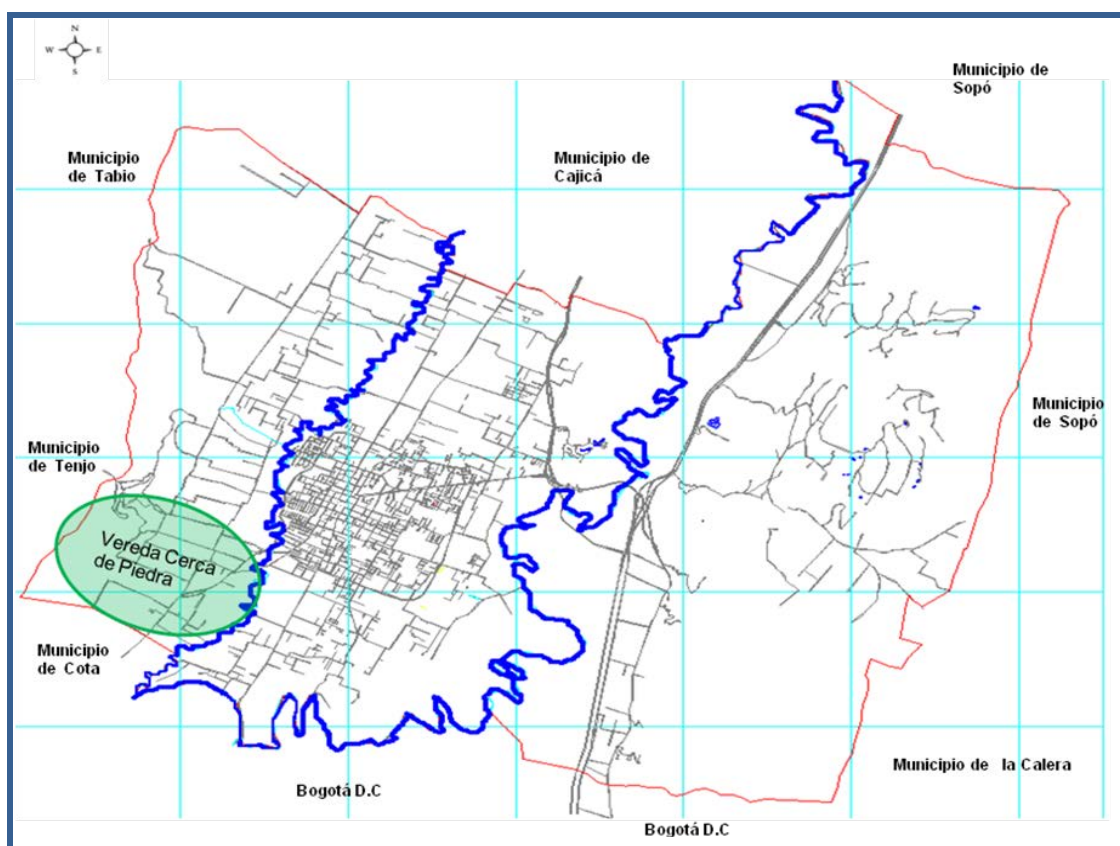 N
W E
S
Municipio de
Sopó
Municipio
de Tabio
Municipio de
Cajicá
Municipio
de Sopó
Municipio
de Tenjo
Vereda Cerca
de Piedra
Municipio
de Cota
Municipio de la Calera
Bogotá D.C
Bogotá D.C